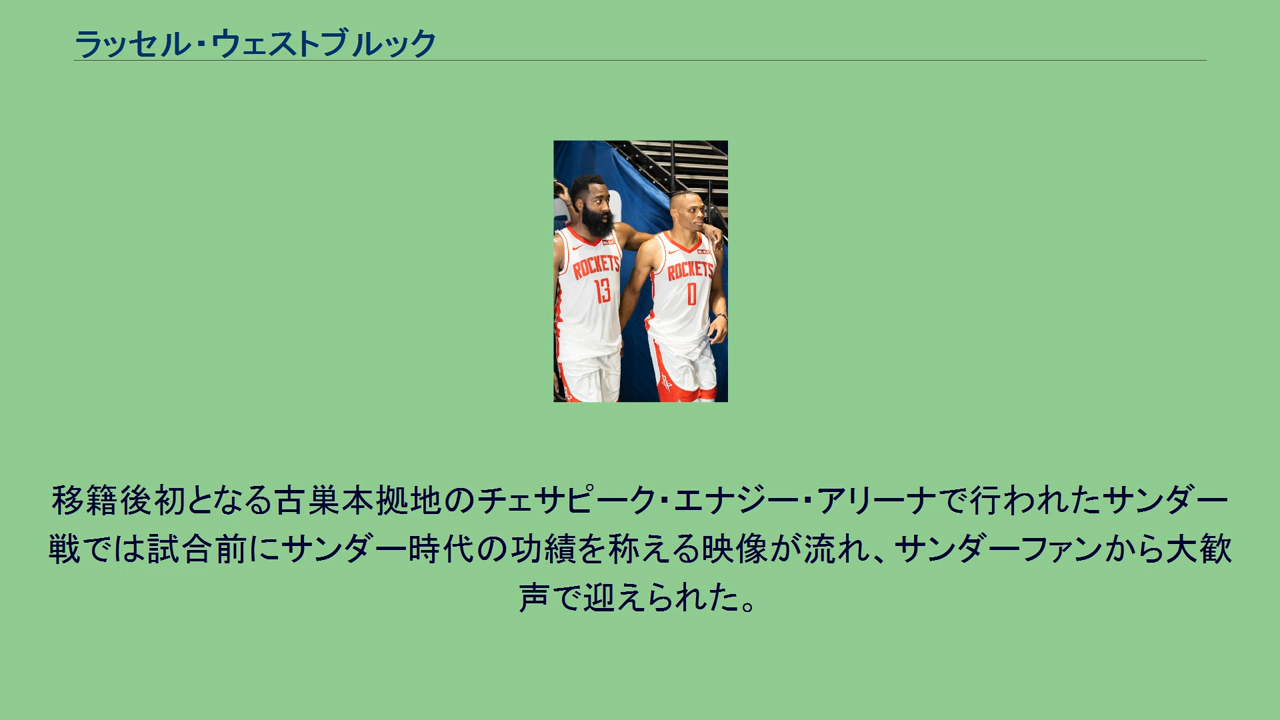 ラッセル・ウェストブルック
ROCKETS
13
ROCKETS
0
移籍後初となる古巣本拠地のチェサピーク・エナジー・アリーナで行われたサンダー
戦では試合前にサンダー時代の功績を称える映像が流れ、サンダーファンから大歓
声で迎えられた。